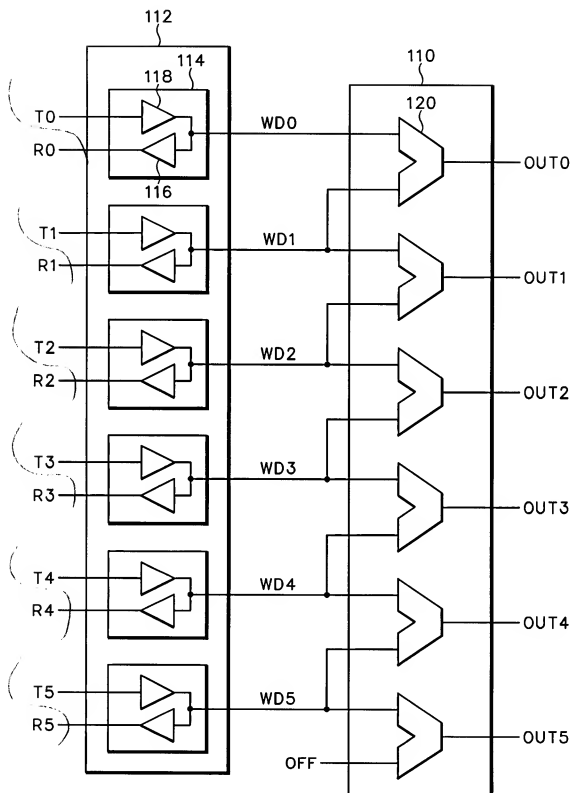 112
114
118
110
T0
120
R0
WD0
OUT0
116
T1
R1
WD1
OUT1
T2
R2
WD2
OUT2
T3
R3
WD3
OUT3
T4
R4
WD4
OUT4
T5
R5
WD5
OUT5
OFF